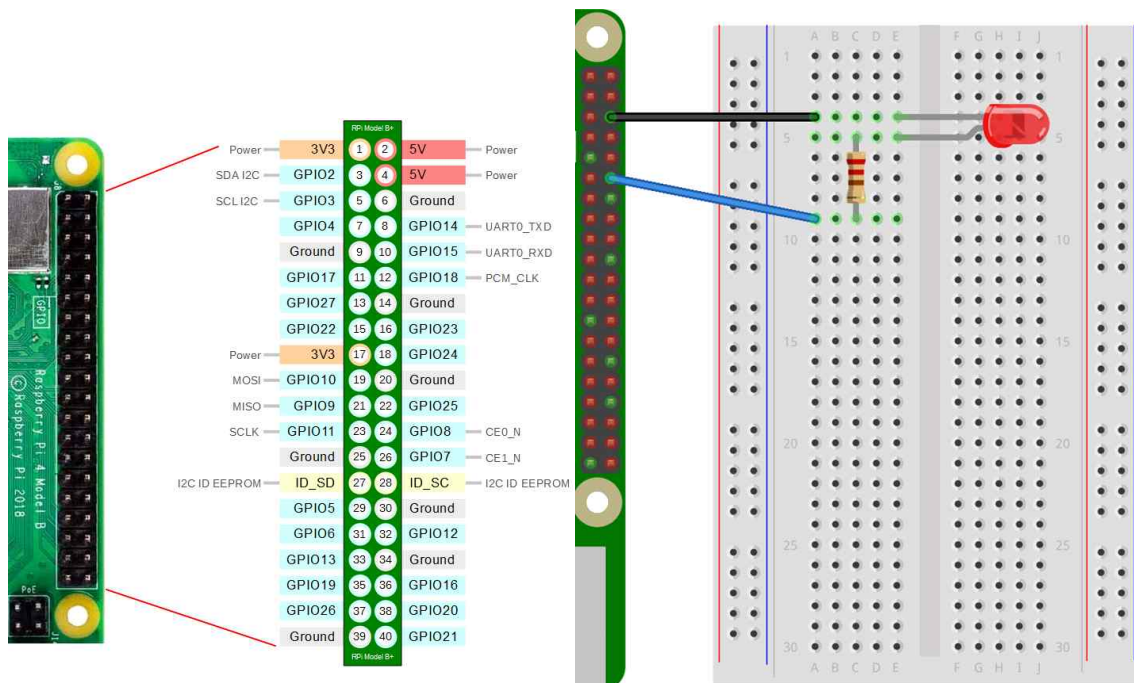 RPi Model B+
Power 3V3 1 2 5V Power
SDA I2C GPIO2 3 4 5V Power
SCL I2C GPIO3 5 6 Ground
GPIO4 7 8 GPIO14 UART0_TXD
Ground 9 10 GPIO15 UART0_RXD
GPIO17 11 12 GPIO18 PCM_CLK
GPIO27 13 14 Ground
GPIO22 15 16 GPIO23
Power 3V3 17 18 GPIO24
MOSI GPIO10 19 20 Ground
MISO GPIO9 21 22 GPIO25
SCLK GPIO11 23 24 GPIO8 CE0_N
Ground 25 26 GPIO7 CE1_N
I2C ID EEPROM ID_SD 27 28 ID_SC I2C ID EEPROM
GPIO5 29 30 Ground
GPIO6 31 32 GPIO12
GPIO13 33 34 Ground
GPIO19 35 36 GPIO16
GPIO26 37 38 GPIO20
Ground 39 40 GPIO21
RPi Model B+
GPIO
Raspberry Pi 4 Model B
© Raspberry Pi 2018
PoE
A B C D E F G H I J
1 1
5
10 10
15 15
20 20
25 25
30 30
A B C D E F G H I J